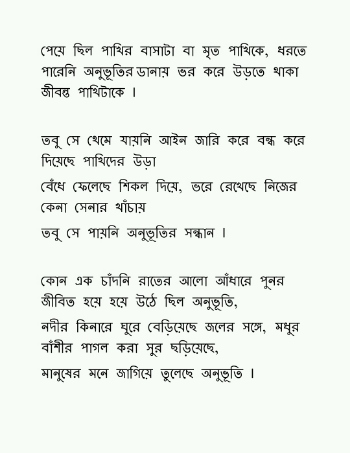 পেয়ে ছিল পাখির বাসাটা বা মৃত পাখিকে, ধরতে
পারেনি অনুভূতির ডানায় ভর করে উড়তে থাকা
জীবন্ত পাখিটাকে ।
তবু সে থেমে যায়নি আইন জারি করে বন্ধ করে
দিয়েছে পাখিদের উড়া
বেঁধে ফেলেছে শিকল দিয়ে, ভরে রেখেছে নিজের
কেনা সেনার খাঁচায়
তবু সে পায়নি অনুভূতির সন্ধান ।
কোন এক চাঁদনি রাতের আলো আঁধারে পুনর
জীবিত হয়ে হয়ে উঠে ছিল অনুভূতি,
নদীর কিনারে ঘুরে বেড়িয়েছে জলের সঙ্গে, মধুর
বাঁশীর পাগল করা সুর ছড়িয়েছে,
মানুষের মনে জাগিয়ে তুলেছে অনুভূতি ।